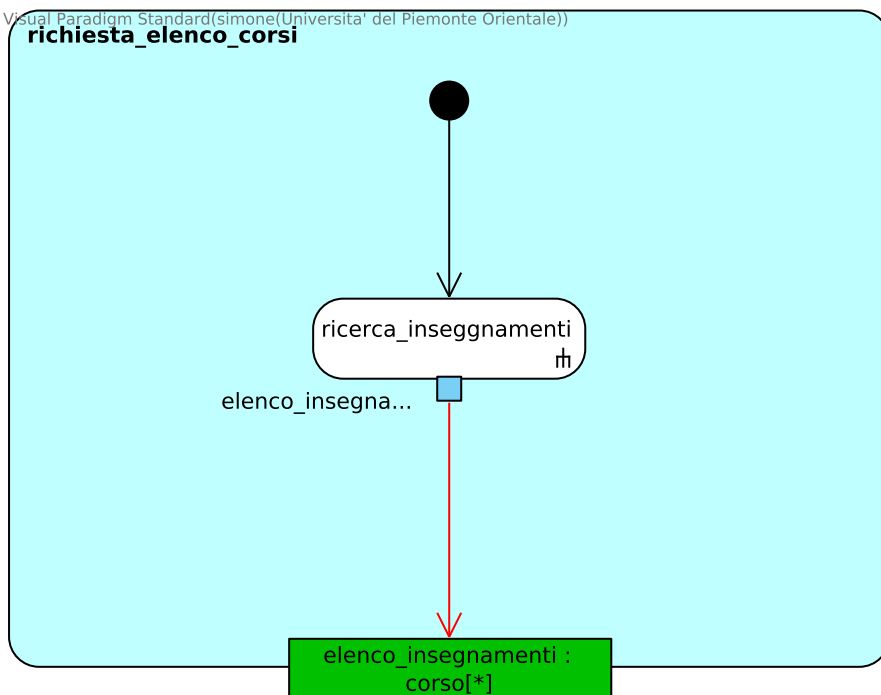 Visual Paradigm Standard(simone(Universita' del Piemonte Orientale))
richiesta_elenco_corsi
ricerca_inseggnamenti
elenco_insegna...
elenco_insegnamenti :
corso[*]